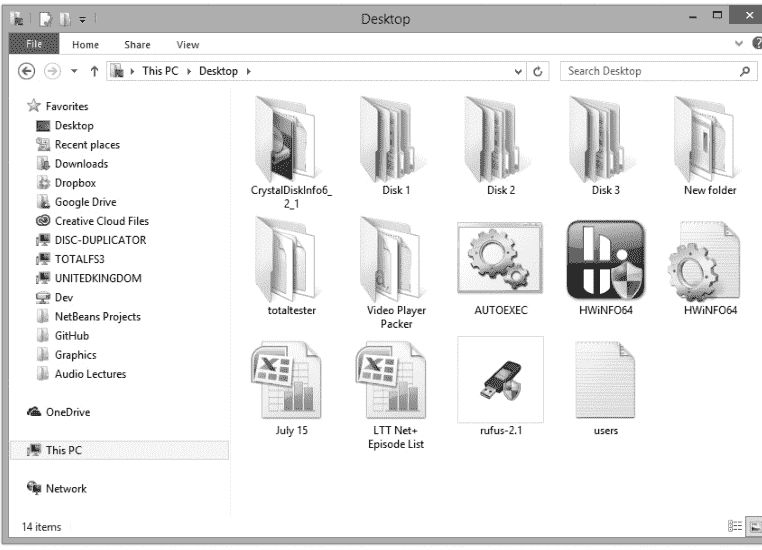 Desktop
File Home Share View
This PC Desktop
Search Desktop
Favorites
Desktop
Recent places
Downloads
Dropbox
Google Drive
Creative Cloud Files
DISC-DUPLICATOR
TOTALFS3
UNITEDKINGDOM
Dev
NetBeans Projects
GitHub
Graphics
Audio Lectures
OneDrive
This PC
Network
CrystalDiskInfo6_
2_1
Disk 1
Disk 2
Disk 3
New folder
totaltester
Video Player
Packer
AUTOEXEC
HWiNFO64
HWiNFO64
July 15
LTT Net+
Episode List
rufus-2.1
users
14 items